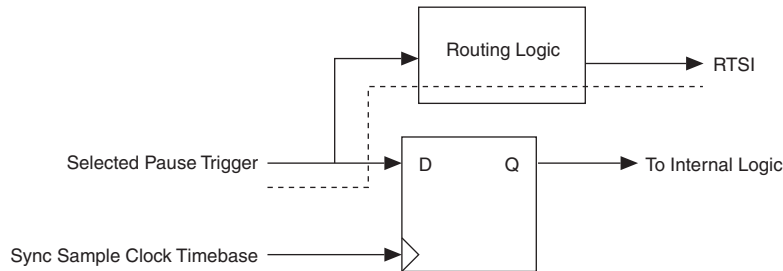 Routing Logic
RTSI
Selected Pause Trigger
D
Q
To Internal Logic
Sync Sample Clock Timebase